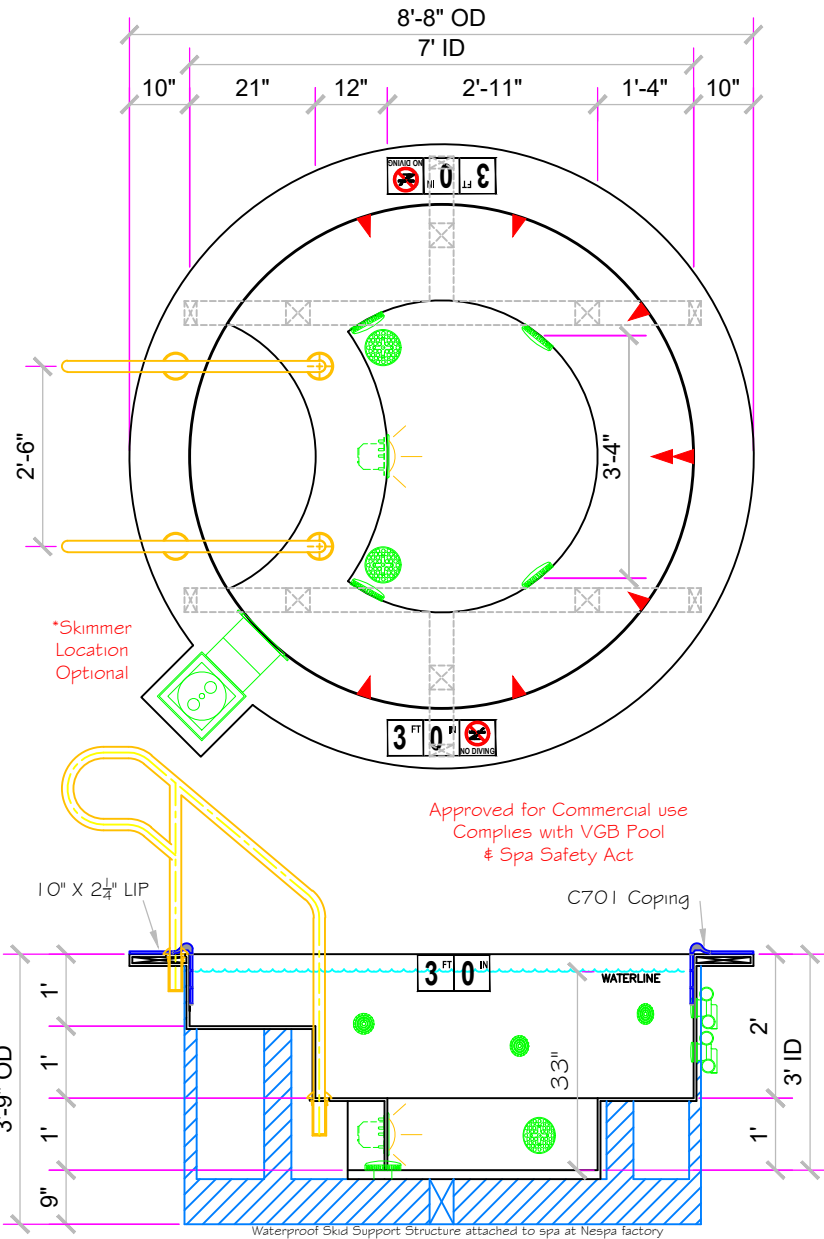 8'-8" OD
7' ID
10" 21" 12" 2'-11" 1'-4" 10"
NO DIVING 0 IN 3 FT
2'-6"
3'-4"
*Skimmer
Location
Optional
3 FT 0 IN NO DIVING
Approved for Commercial use
Complies with VGB Pool
& Spa Safety Act
10" X 2¼" LIP
C701 Coping
3 FT 0 IN
WATERLINE
1'
1'
1'
9"
3'-9" OD
33"
2'
1'
3' ID
Waterproof Skid Support Structure attached to spa at Nespa factory